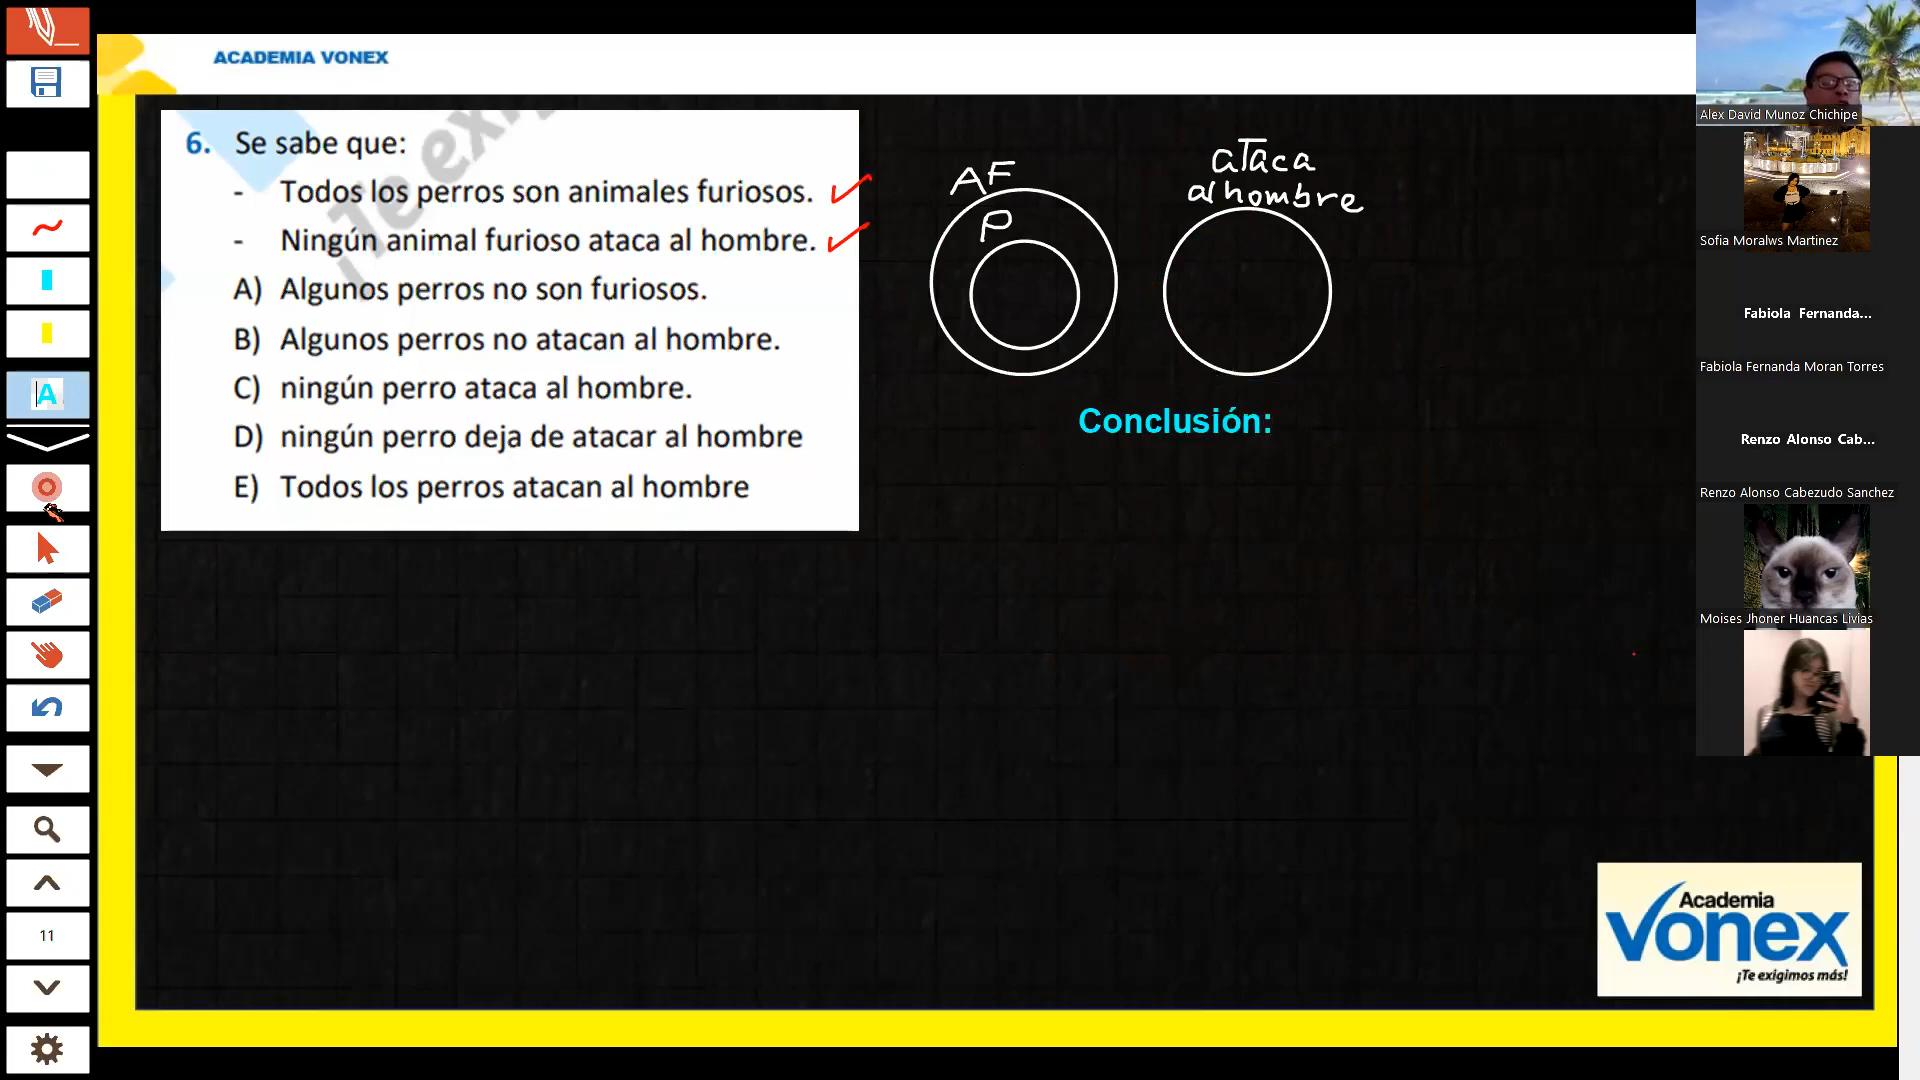 ACADEMIA VONEX
6. Se sabe que:
- Todos los perros son animales furiosos.
- Ningún animal furioso ataca al hombre.
A) Algunos perros no son furiosos.
B) Algunos perros no atacan al hombre.
C) ningún perro ataca al hombre.
D) ningún perro deja de atacar al hombre
E) Todos los perros atacan al hombre
¡Te exi
AF
P
aTaca
al hombre
Conclusión:
A
11
Alex David Munoz Chichipe
Sofia Moralws Martinez
Fabiola Fernanda...
Fabiola Fernanda Moran Torres
Renzo Alonso Cab...
Renzo Alonso Cabezudo Sanchez
Moises Jhoner Huancas Livias
Academia
vonex
¡Te exigimos más!